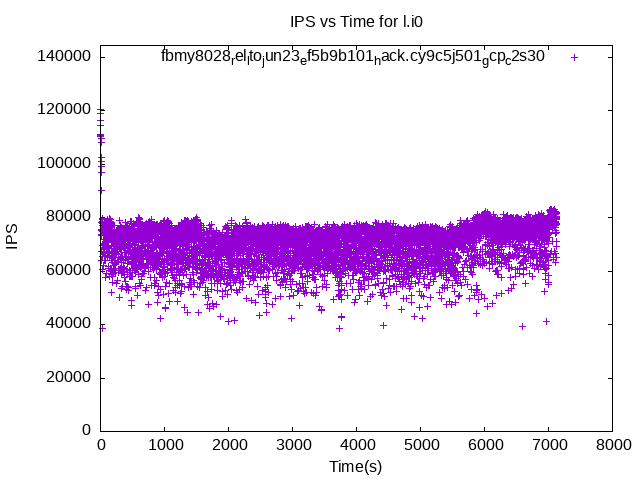 IPS vs Time for l.i0
fbmy8028relltojun23ef5b9b101hack.cy9c5j501gcpc2s30
140000
120000
100000
80000
60000
40000
20000
0
IPS
0 1000 2000 3000 4000 5000 6000 7000 8000
Time(s)